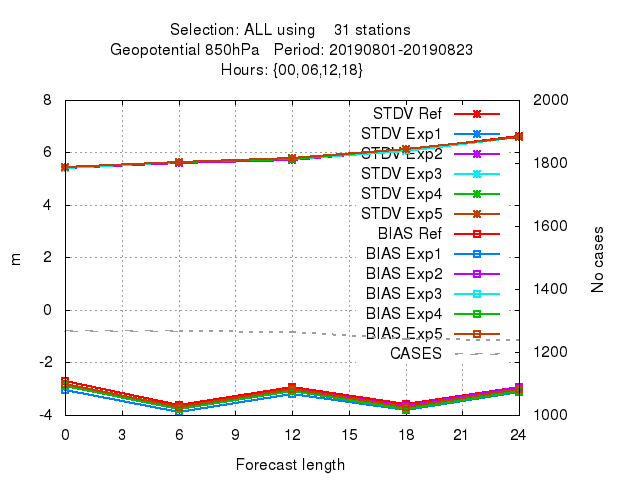 Selection: ALL using 31 stations
Geopotential 850hPa Period: 20190801-20190823
Hours: {00,06,12,18}
8
6
4
2
0
-2
-4
m
2000
1800
1600
1400
1200
1000
No cases
STDV Ref
STDV Exp1
STDV Exp2
STDV Exp3
STDV Exp4
STDV Exp5
BIAS Ref
BIAS Exp1
BIAS Exp2
BIAS Exp3
BIAS Exp4
BIAS Exp5
CASES
0 3 6 9 12 15 18 21 24
Forecast length